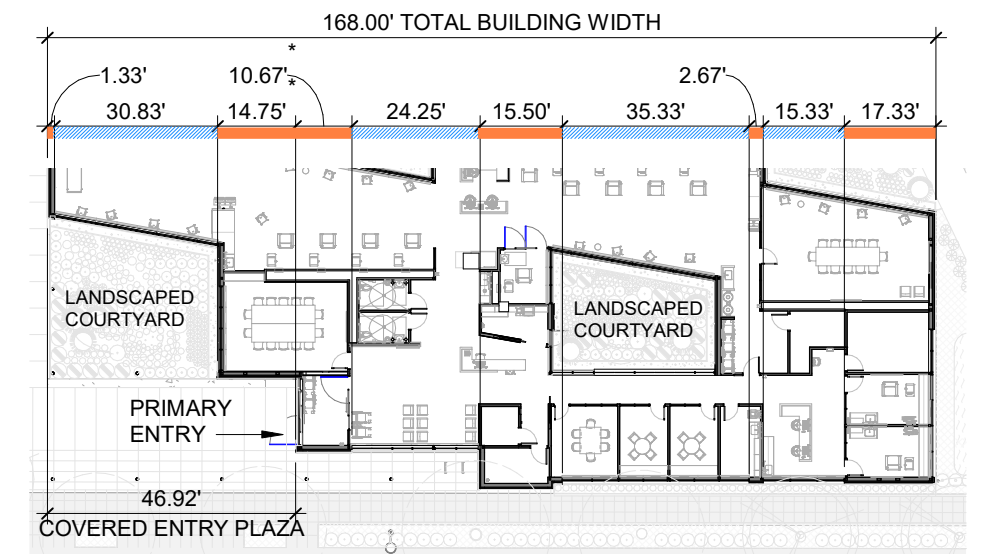 168.00' TOTAL BUILDING WIDTH
*
1.33' 10.67' * 2.67'
30.83' 14.75' 24.25' 15.50' 35.33' 15.33' 17.33'
LANDSCAPED
COURTYARD
LANDSCAPED
COURTYARD
PRIMARY
ENTRY
46.92'
COVERED ENTRY PLAZA